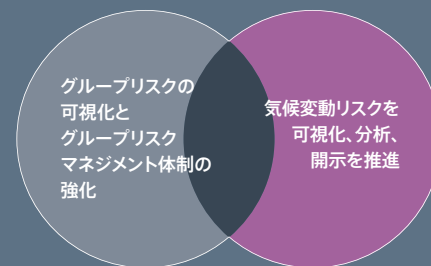 グループリスクの
可視化と
グループリスク
マネジメント体制の
強化
気候変動リスクを
可視化、分析、
開示を推進